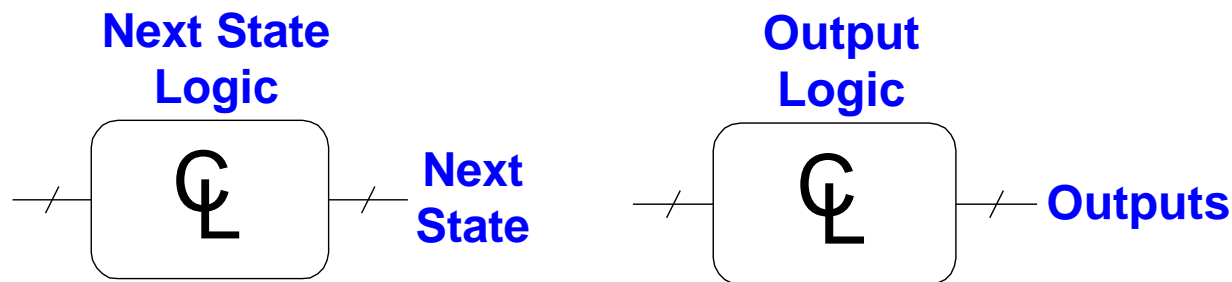 Next State
Logic
CL
Next
State
Output
Logic
CL
Outputs